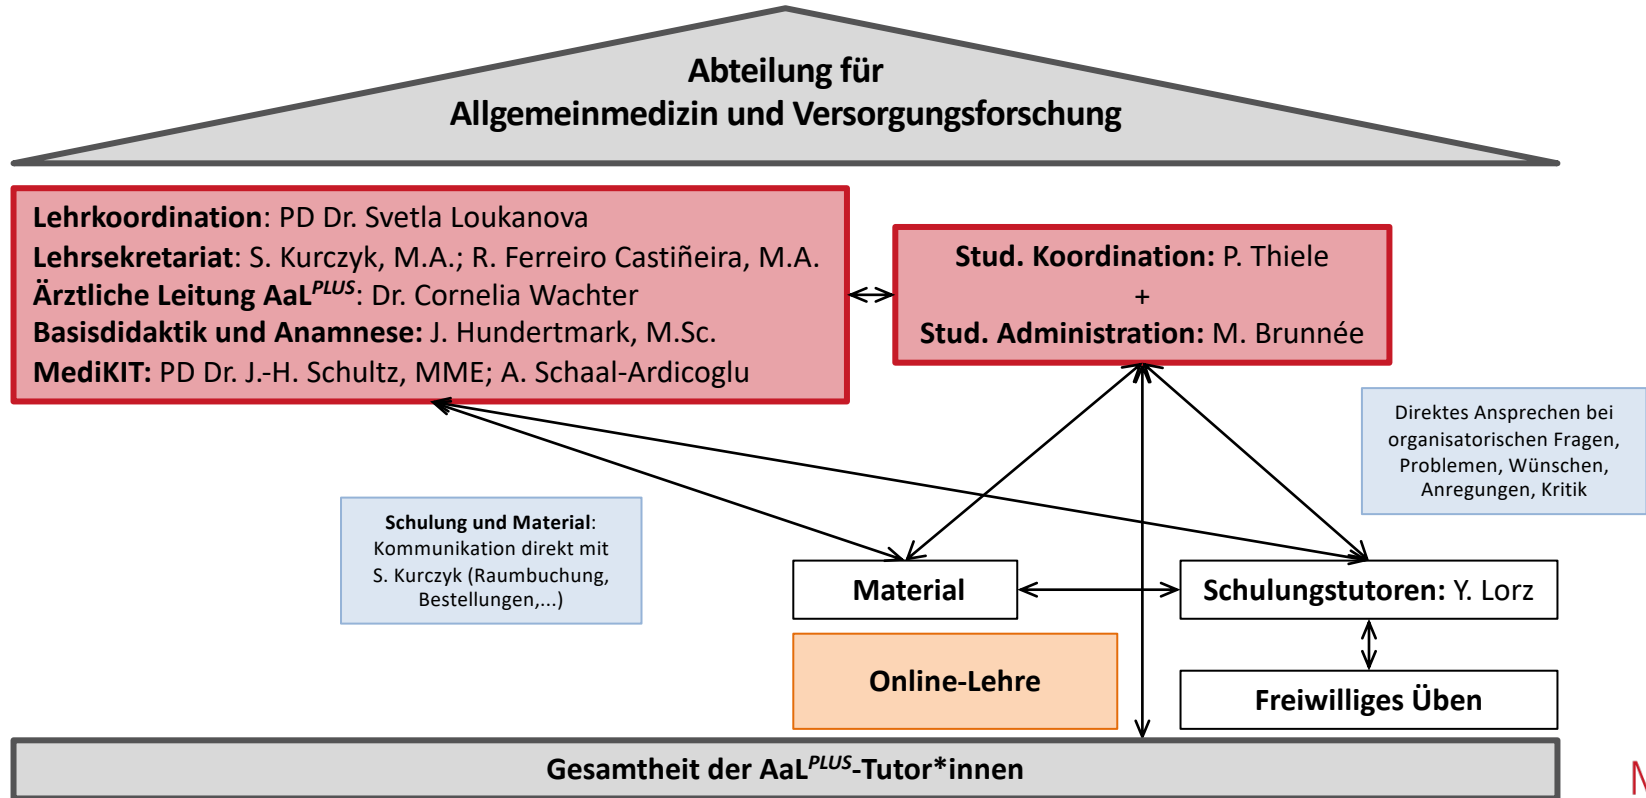 Abteilung für
Allgemeinmedizin und Versorgungsforschung
Lehrkoordination: PD Dr. Svetla Loukanova
Lehrsekretariat: S. Kurczyk, M.A.; R. Ferreiro Castiñeira, M.A.
Ärztliche Leitung AaLPLUS: Dr. Cornelia Wachter
Basisdidaktik und Anamnese: J. Hundertmark, M.Sc.
MediKIT: PD Dr. J.-H. Schultz, MME; A. Schaal-Ardicoglu
Stud. Koordination: P. Thiele
+
Stud. Administration: M. Brunnée
Direktes Ansprechen bei
organisatorischen Fragen,
Problemen, Wünschen,
Anregungen, Kritik
Schulung und Material:
Kommunikation direkt mit
S. Kurczyk (Raumbuchung,
Bestellungen,...)
Material
Schulungstutoren: Y. Lorz
Online-Lehre
Freiwilliges Üben
Gesamtheit der AaLPLUS-Tutor*innen